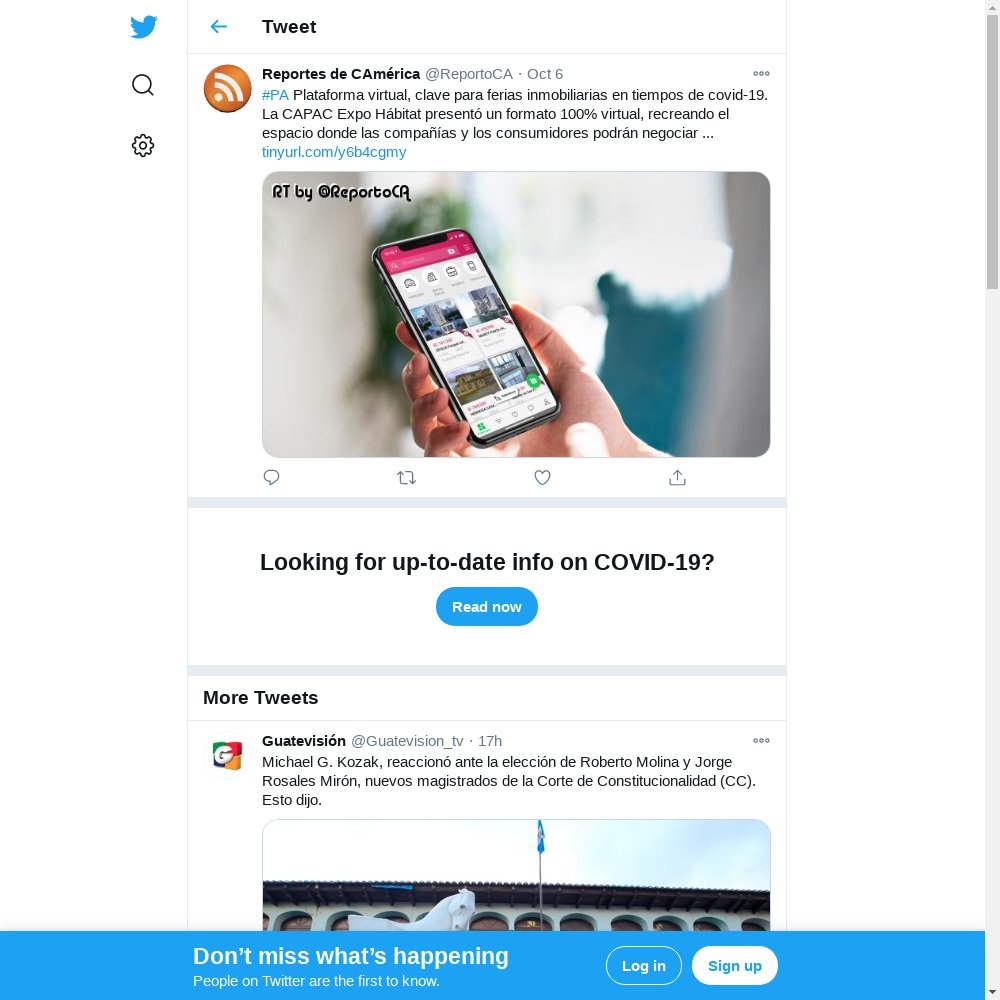 Tweet
Reportes de CAmérica @ReportoCA · Oct 6
#PA Plataforma virtual, clave para ferias inmobiliarias en tiempos de covid-19.
La CAPAC Expo Hábitat presentó un formato 100% virtual, recreando el
espacio donde las compañías y los consumidores podrán negociar ...
tinyurl.com/y6b4cgmy
RT by @ReportoCA
Looking for up-to-date info on COVID-19?
Read now
More Tweets
Guatevisión @Guatevision_tv · 17h
Michael G. Kozak, reaccionó ante la elección de Roberto Molina y Jorge
Rosales Mirón, nuevos magistrados de la Corte de Constitucionalidad (CC).
Esto dijo.
Don’t miss what’s happening
People on Twitter are the first to know.
Log in
Sign up